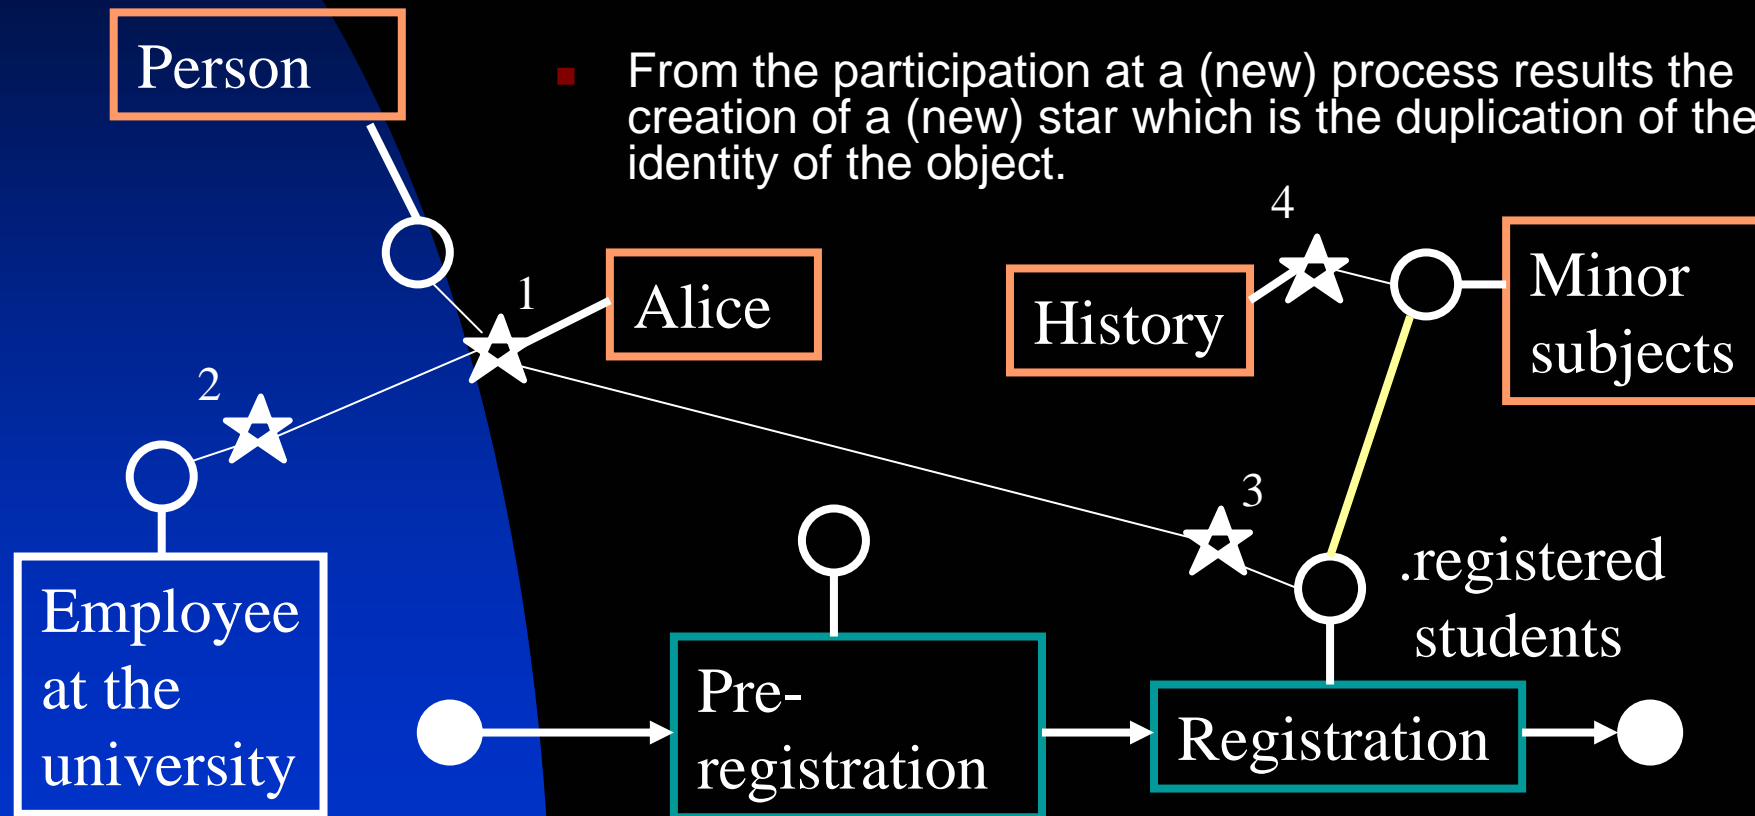 Person
From the participation at a (new) process results the
creation of a (new) star which is the duplication of the
identity of the object.
4
1
Alice
History
Minor
subjects
2
3
.registered
students
Employee
at the
university
Pre-
registration
Registration